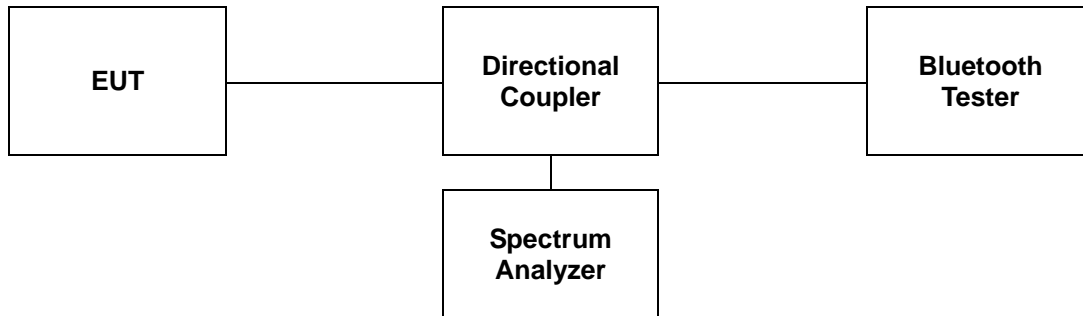 EUT
Directional
Coupler
Bluetooth
Tester
Spectrum
Analyzer